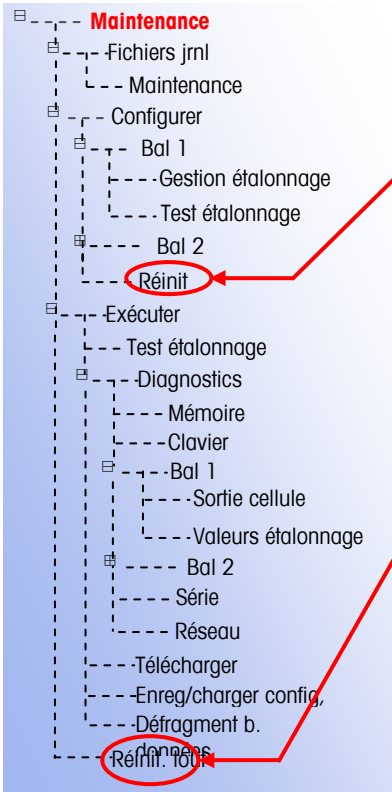 Maintenance
Fichiers jrnl
Maintenance
Configurer
Bal 1
Gestion étalonnage
Test étalonnage
Bal 2
Réinit
Exécuter
Test étalonnage
Diagnostics
Mémoire
Clavier
Bal 1
Sortie cellule
Valeurs étalonnage
Bal 2
Série
Réseau
Télécharger
Enreg/charger config,
Défragment b.
données
Réinit. tout